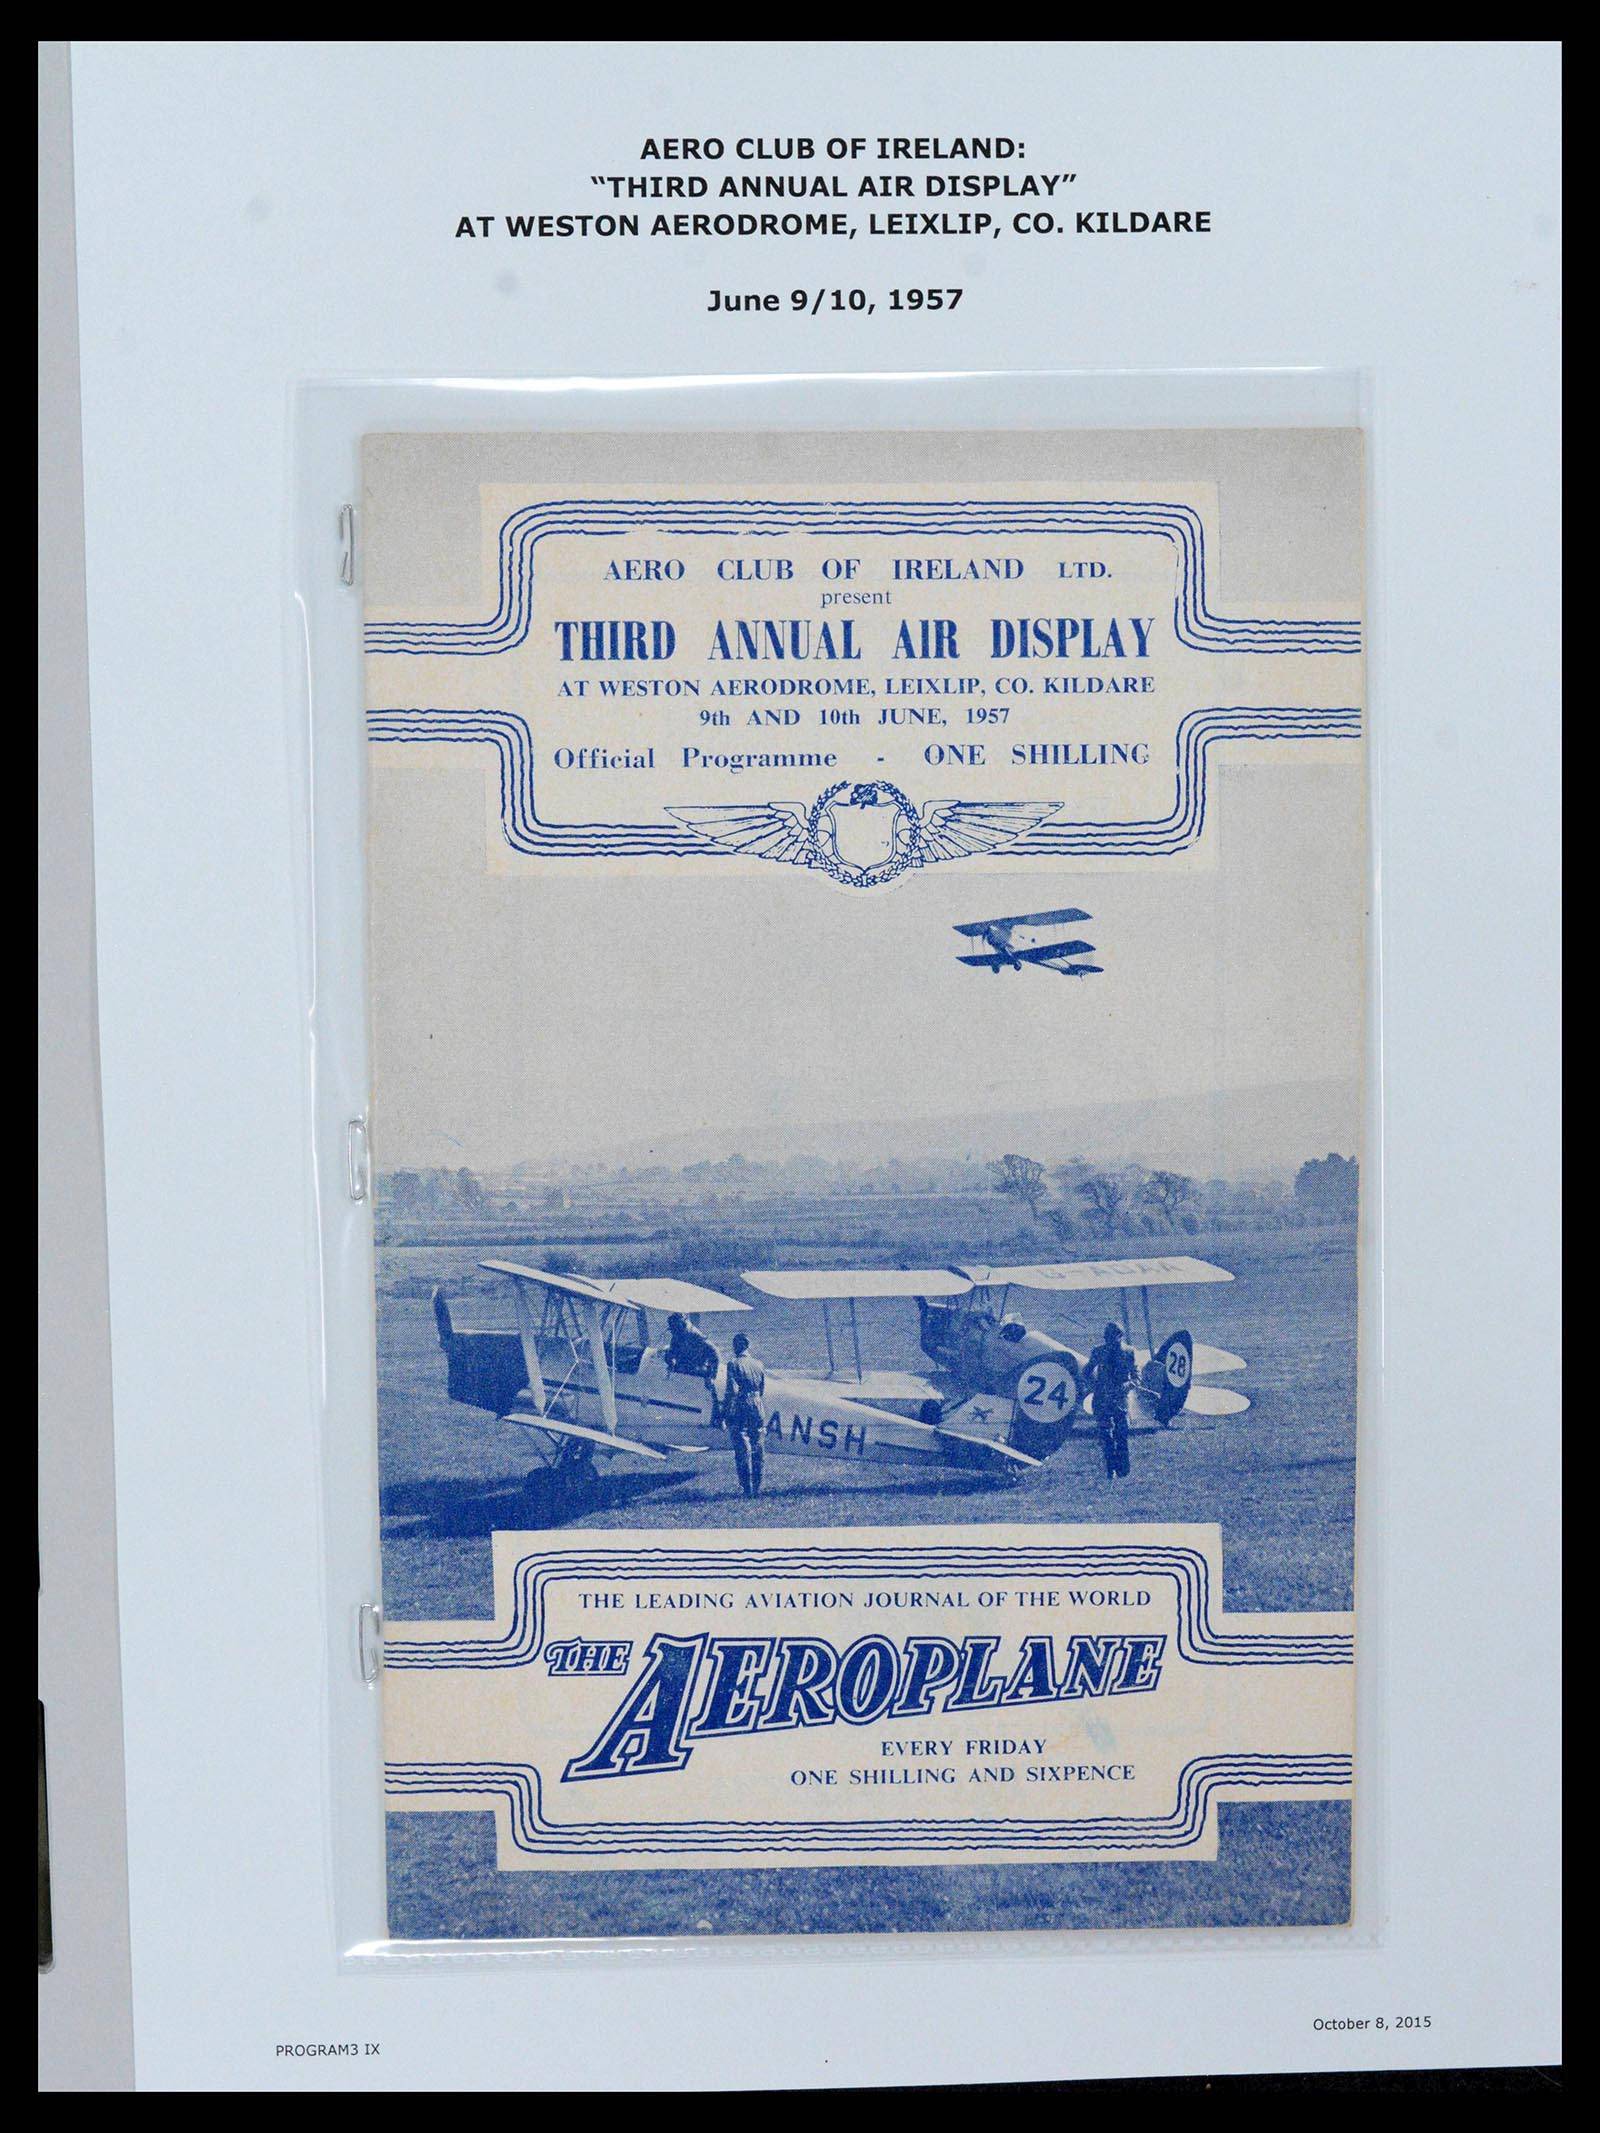 AERO CLUB OF IRELAND:
“THIRD ANNUAL AIR DISPLAY”
AT WESTON AERODROME, LEIXLIP, CO. KILDARE
June 9/10, 1957
AERO CLUB OF IRELAND LTD.
present
THIRD ANNUAL AIR DISPLAY
AT WESTON AERODROME, LEIXLIP, CO. KILDARE
9th AND 10th JUNE, 1957
Official Programme - ONE SHILLING
24
28
ANSH
THE LEADING AVIATION JOURNAL OF THE WORLD
THE AEROPLANE
EVERY FRIDAY
ONE SHILLING AND SIXPENCE
October 8, 2015
PROGRAM3 IX